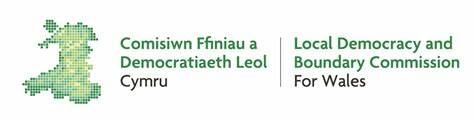 Comisiwn Ffiniau a
Democratiaeth Leol
Cymru
Local Democracy and
Boundary Commission
For Wales